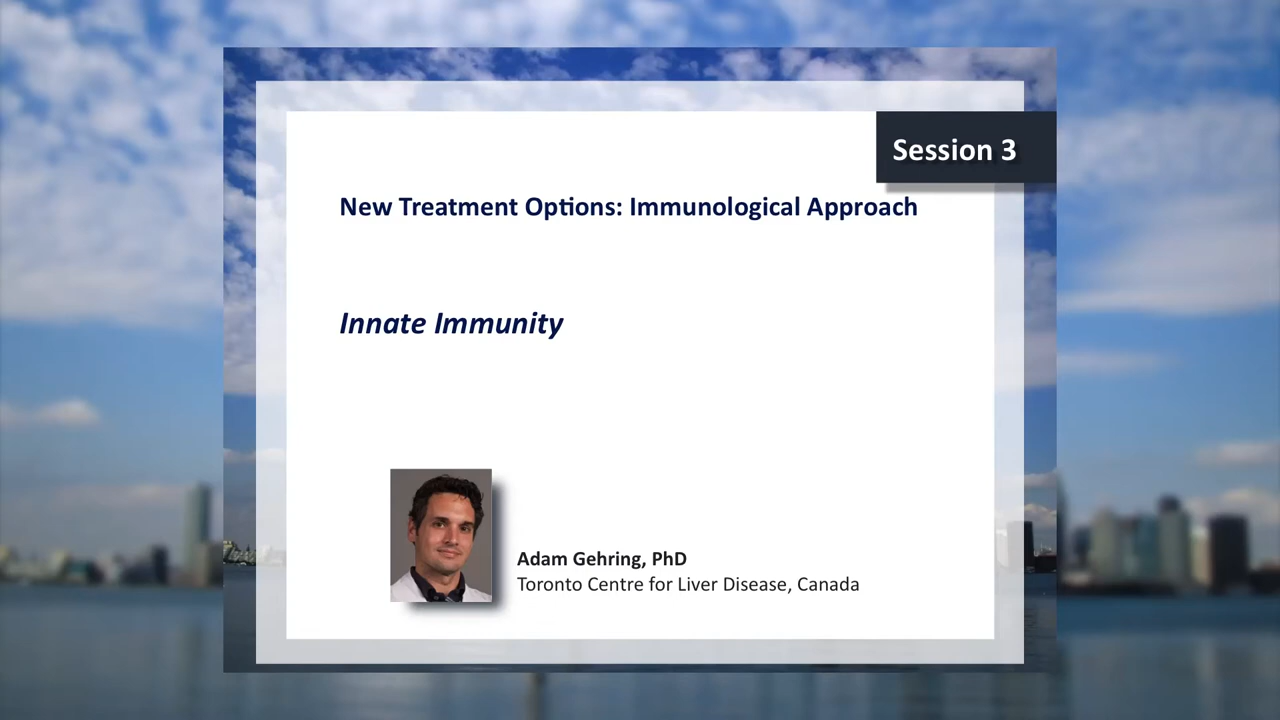 Session 3
New Treatment Options: Immunological Approach
Innate Immunity
Adam Gehring, PhD
Toronto Centre for Liver Disease, Canada